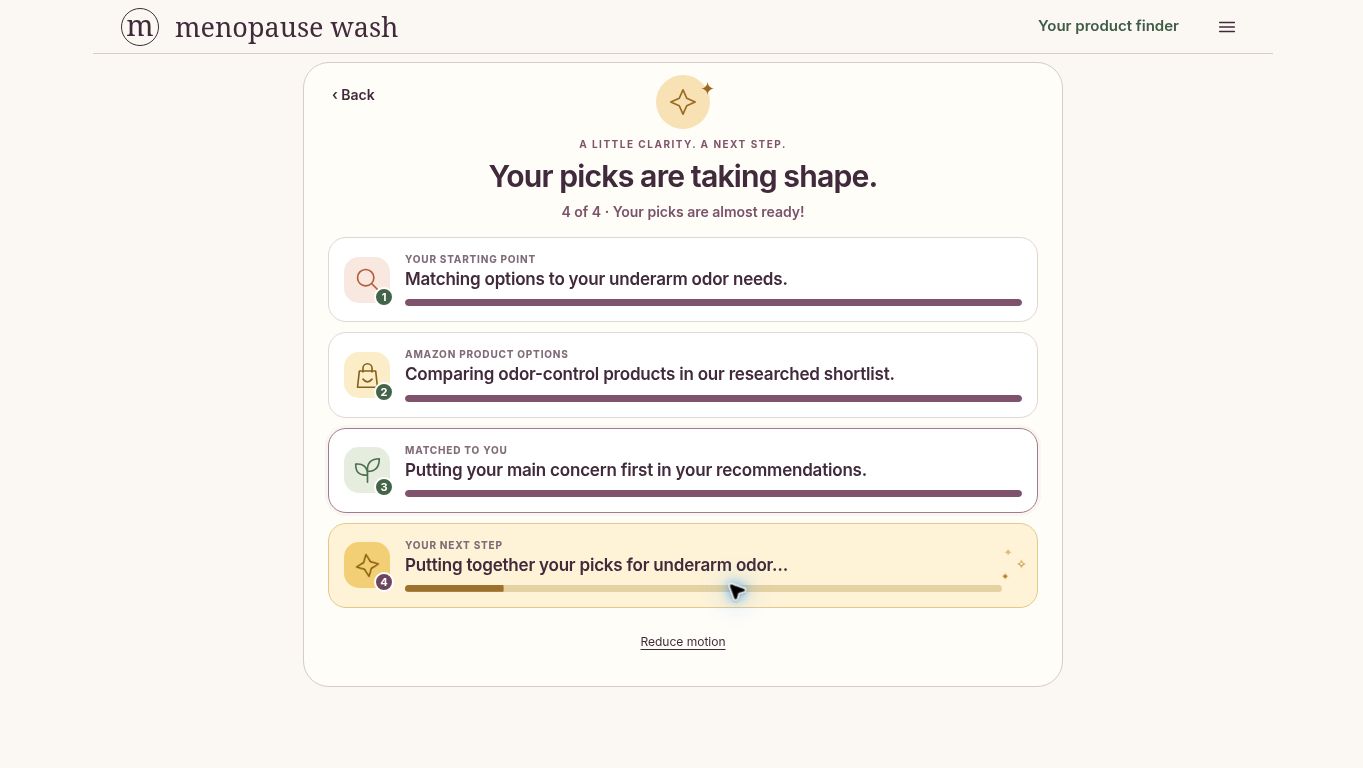 m menopause wash
Your product finder
‹ Back
A LITTLE CLARITY. A NEXT STEP.
Your picks are taking shape.
4 of 4 · Your picks are almost ready!
YOUR STARTING POINT
Matching options to your underarm odor needs.
1
AMAZON PRODUCT OPTIONS
Comparing odor-control products in our researched shortlist.
2
MATCHED TO YOU
Putting your main concern first in your recommendations.
3
YOUR NEXT STEP
Putting together your picks for underarm odor...
4
Reduce motion